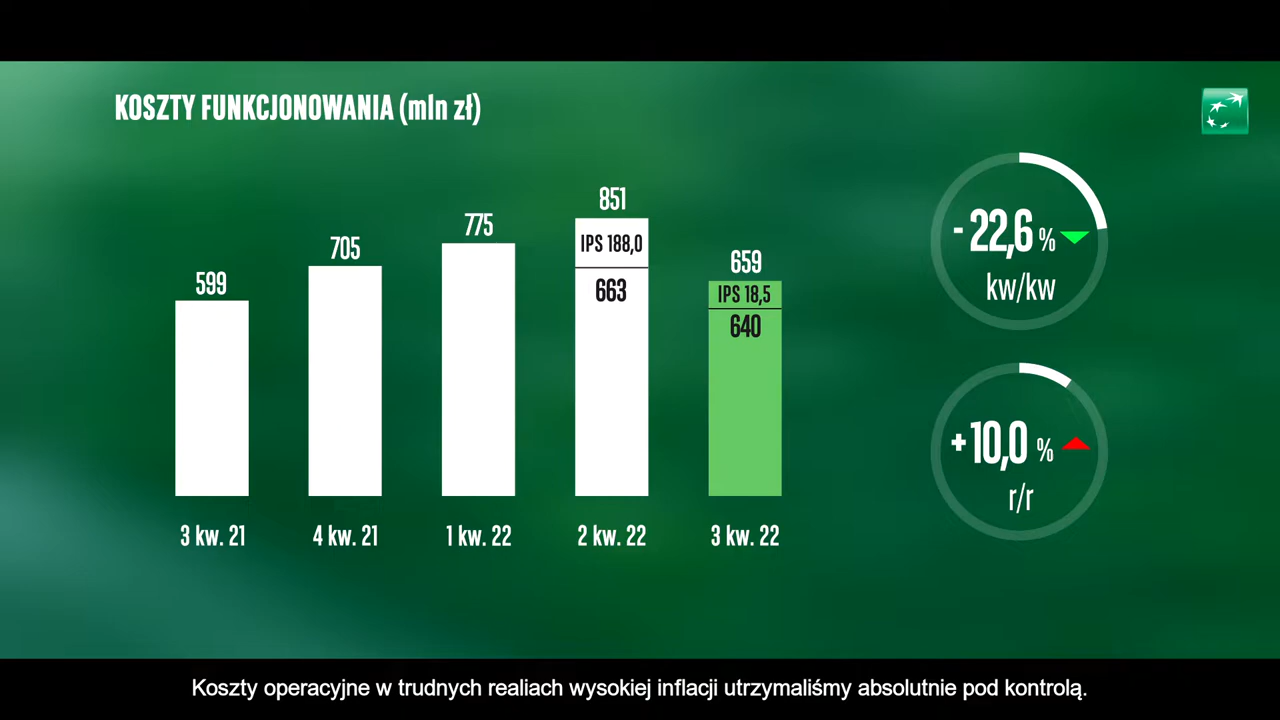 KOSZTY FUNKCJONOWANIA (mln zł)
599
705
775
851
IPS 188,0
663
659
IPS 18,5
640
3 kw. 21
4 kw. 21
1 kw. 22
2 kw. 22
3 kw. 22
- 22,6 %
kw/kw
+10,0 %
r/r
Koszty operacyjne w trudnych realiach wysokiej inflacji utrzymaliśmy absolutnie pod kontrolą.